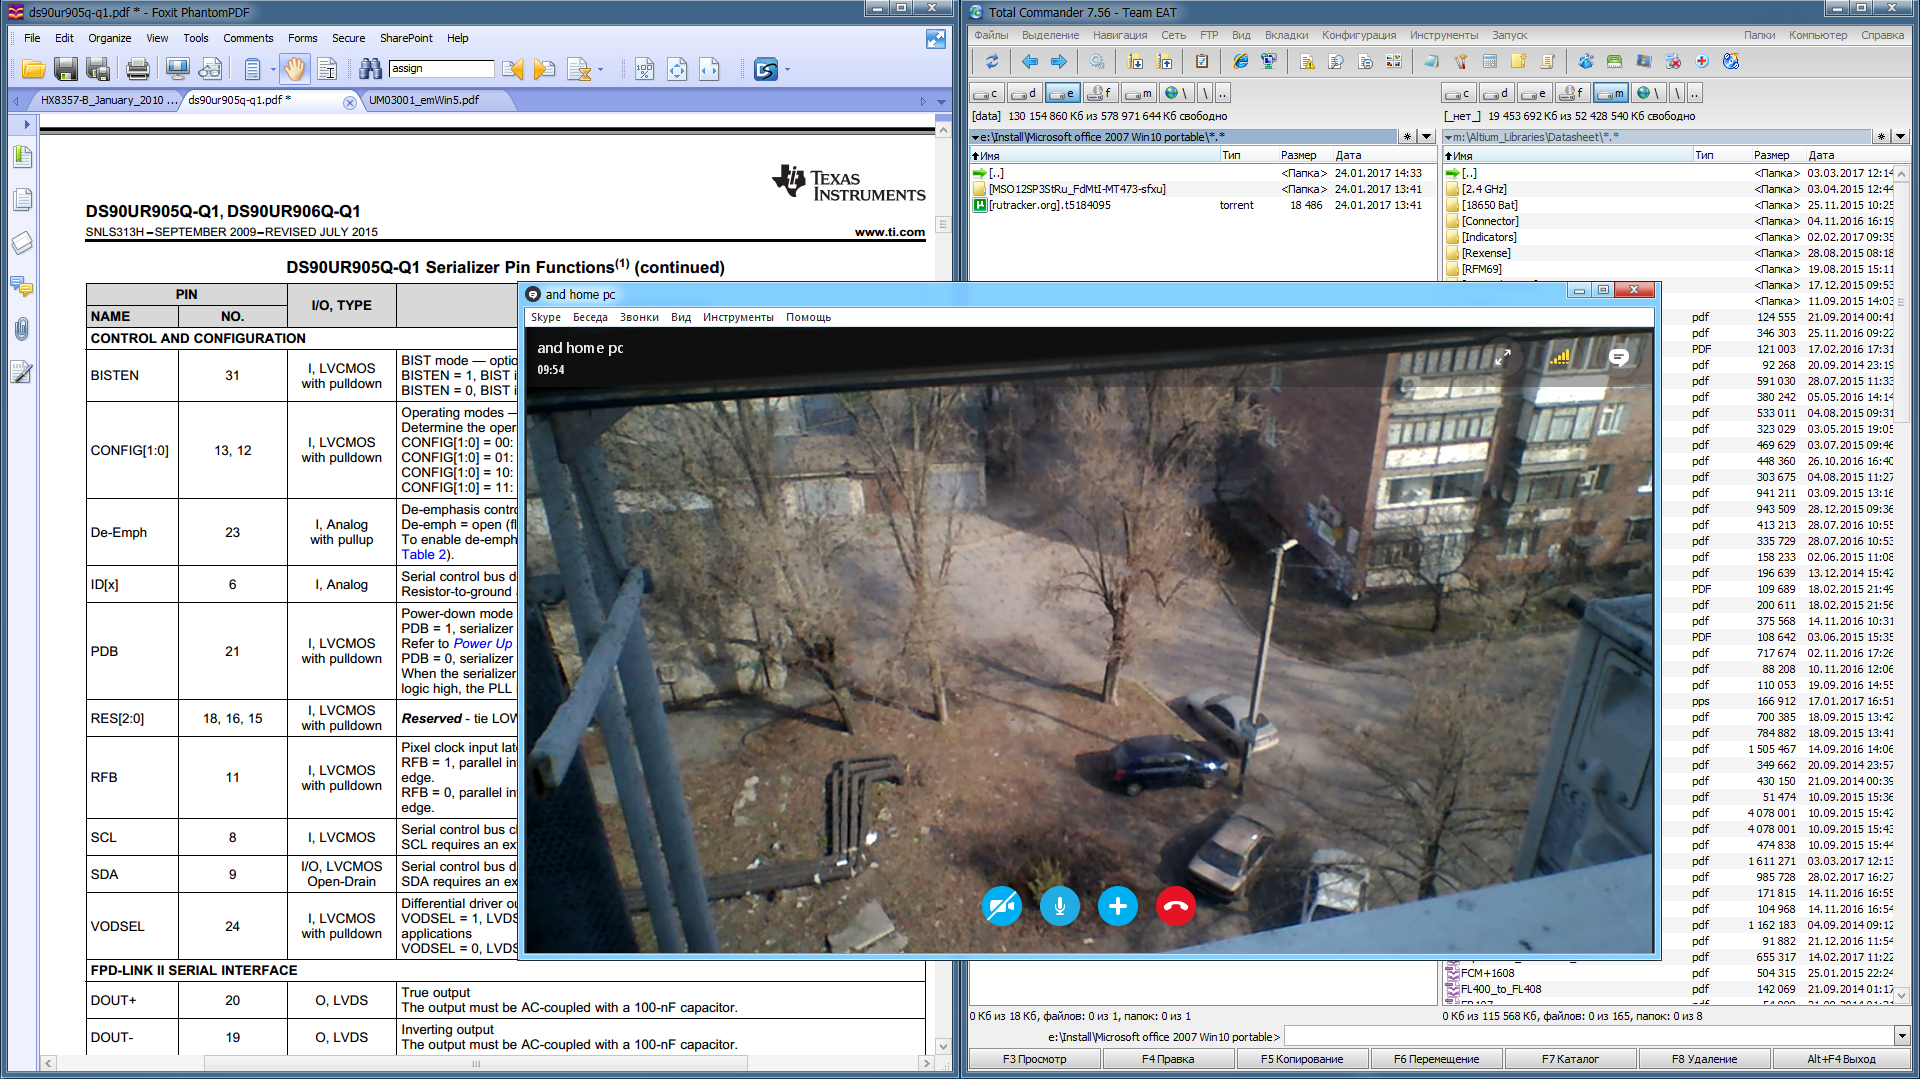 ds90ur905q-q1.pdf * - Foxit PhantomPDF
File Edit Organize View Tools Comments Forms Secure SharePoint Help
assign
HX8357-B_January_2010 ... ds90ur905q-q1.pdf * UM03001_emWin5.pdf
TEXAS
INSTRUMENTS
DS90UR905Q-Q1, DS90UR906Q-Q1
SNLS313H – SEPTEMBER 2009 – REVISED JULY 2015 www.ti.com
DS90UR905Q-Q1 Serializer Pin Functions(1) (continued)
PIN I/O, TYPE
NAME NO.
CONTROL AND CONFIGURATION
BISTEN 31 I, LVCMOS with pulldown
BIST mode — optio
BISTEN = 1, BIST i
BISTEN = 0, BIST i
CONFIG[1:0] 13, 12 I, LVCMOS with pulldown
Operating modes —
Determine the oper
CONFIG[1:0] = 00:
CONFIG[1:0] = 01:
CONFIG[1:0] = 10:
CONFIG[1:0] = 11:
De-Emph 23 I, Analog with pullup
De-emphasis contro
De-emph = open (fl
To enable de-emph
Table 2).
ID[x] 6 I, Analog
Serial control bus d
Resistor-to-ground
PDB 21 I, LVCMOS with pulldown
Power-down mode
PDB = 1, serializer
Refer to Power Up
PDB = 0, serializer
When the serializer
logic high, the PLL
RES[2:0] 18, 16, 15 I, LVCMOS with pulldown
Reserved - tie LOW
RFB 11 I, LVCMOS with pulldown
Pixel clock input lat
RFB = 1, parallel in
edge.
RFB = 0, parallel in
edge.
SCL 8 I, LVCMOS
Serial control bus cl
SCL requires an ex
SDA 9 I/O, LVCMOS Open-Drain
Serial control bus d
SDA requires an ex
VODSEL 24 I, LVCMOS with pulldown
Differential driver ou
VODSEL = 1, LVDS
applications
VODSEL = 0, LVDS
FPD-LINK II SERIAL INTERFACE
DOUT+ 20 O, LVDS
True output
The output must be AC-coupled with a 100-nF capacitor.
DOUT- 19 O, LVDS
Inverting output
The output must be AC-coupled with a 100-nF capacitor.
Total Commander 7.56 - Team EAT
Файлы Выделение Навигация Сеть FTP Вид Вкладки Конфигурация Инструменты Запуск Папки Компьютер Справка
c d e f m \ \ ..
c d e f m \ \ ..
[data] 130 154 860 Кб из 578 971 644 Кб свободно
[_нет_] 19 453 692 Кб из 52 428 540 Кб свободно
e:\Install\Microsoft office 2007 Win10 portable\*.*
m:\Altium_Libraries\Datasheet\*.*
Имя Тип Размер Дата
[..] <Папка> 24.01.2017 14:33
[MSO12SP3StRu_FdMtI-MT473-sfxu] <Папка> 24.01.2017 13:41
[rutracker.org].t5184095 torrent 18 486 24.01.2017 13:41
Имя Тип Размер Дата
[..] <Папка> 03.03.2017 12:14
[2.4 GHz] <Папка> 03.04.2015 12:44
[18650 Bat] <Папка> 25.11.2015 10:25
[Connector] <Папка> 04.11.2016 16:19
[Indicators] <Папка> 02.02.2017 09:35
[Rexense] <Папка> 28.08.2015 08:18
[RFM69] <Папка> 19.08.2015 15:11
<Папка> 17.12.2015 09:53
<Папка> 11.09.2015 14:03
pdf 124 555 21.09.2014 00:41
pdf 346 303 25.11.2016 09:22
PDF 121 003 17.02.2016 17:31
pdf 92 268 20.09.2014 23:19
pdf 591 030 28.07.2015 11:33
pdf 380 242 05.05.2016 14:14
pdf 533 011 04.08.2015 09:31
pdf 323 029 03.05.2015 19:05
pdf 469 629 03.07.2015 09:46
pdf 448 360 26.10.2016 16:40
pdf 303 675 04.08.2015 11:27
pdf 941 211 03.09.2015 13:16
pdf 943 509 28.12.2015 09:36
pdf 413 213 28.07.2016 10:55
pdf 335 729 28.07.2016 10:53
pdf 158 233 02.06.2015 11:08
pdf 196 639 13.12.2014 15:42
PDF 109 689 18.02.2015 21:49
pdf 200 611 18.02.2015 21:56
pdf 375 568 14.11.2016 10:31
PDF 108 642 03.06.2015 15:35
pdf 717 674 02.11.2016 17:26
pdf 88 208 10.11.2016 12:06
pdf 110 053 19.09.2016 14:55
pps 166 912 17.01.2017 16:51
pdf 700 385 18.09.2015 13:42
pdf 784 882 18.09.2015 13:41
pdf 1 505 467 14.09.2016 14:06
pdf 349 662 20.09.2014 23:57
pdf 430 150 21.09.2014 00:39
pdf 51 474 10.09.2015 15:36
pdf 4 078 001 10.09.2015 15:42
pdf 4 078 001 10.09.2015 15:43
pdf 474 838 10.09.2015 15:44
pdf 1 611 271 03.03.2017 12:13
pdf 985 728 28.02.2017 16:27
pdf 171 815 14.11.2016 16:55
pdf 104 968 14.11.2016 16:54
pdf 1 162 183 04.09.2014 09:12
pdf 91 882 21.12.2016 11:54
pdf 655 317 14.02.2017 11:22
FCM+1608 pdf 504 315 25.01.2015 22:24
FL400_to_FL408 pdf 142 069 21.09.2014 01:17
and home pc
Skype Беседа Звонки Вид Инструменты Помощь
and home pc
09:54
0 Кб из 18 Кб, файлов: 0 из 1, папок: 0 из 1
0 Кб из 115 568 Кб, файлов: 0 из 165, папок: 0 из 8
e:\Install\Microsoft office 2007 Win10 portable>
F3 Просмотр F4 Правка F5 Копирование F6 Перемещение F7 Каталог F8 Удаление Alt+F4 Выход